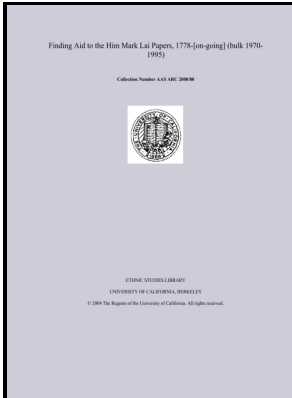 Finding Aid to the Him Mark Lai Papers, 1778-[on-going] (bulk 1970-
1995)
Collection Number AAS ARC 2000/80
ETHNIC STUDIES LIBRARY
UNIVERSITY OF CALIFORNIA, BERKELEY
© 2004 The Regents of the University of California. All rights reserved.